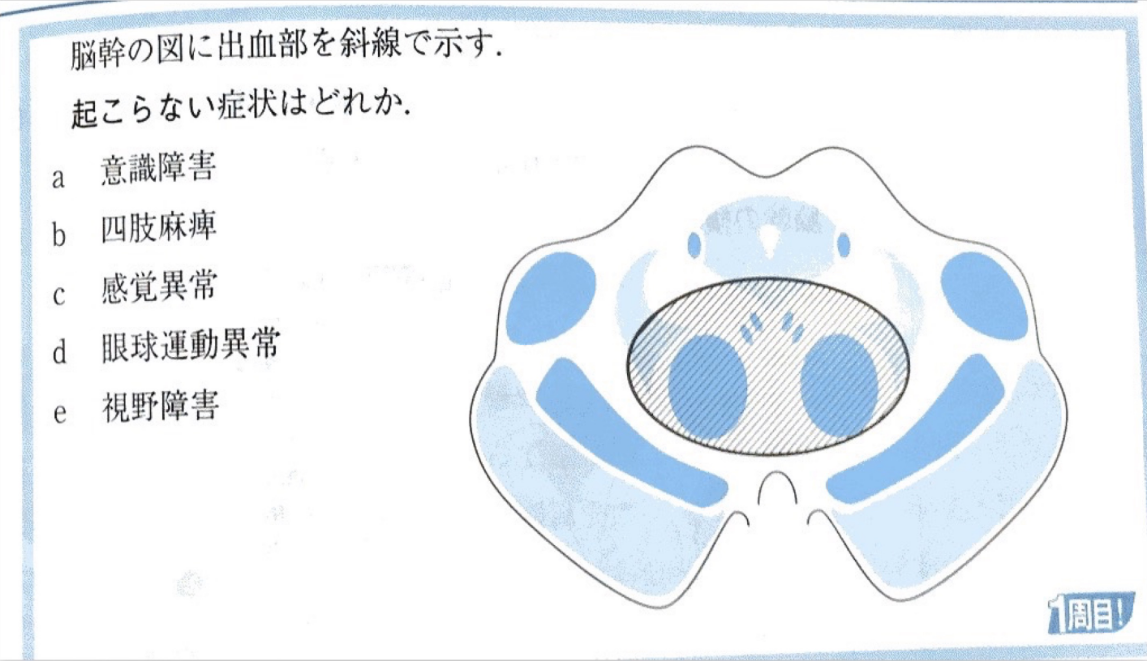 脳幹の図に出血部を斜線で示す.
起こらない症状はどれか.
a 意識障害
b 四肢麻痺
c 感覚異常
d 眼球運動異常
e 視野障害
1周目!